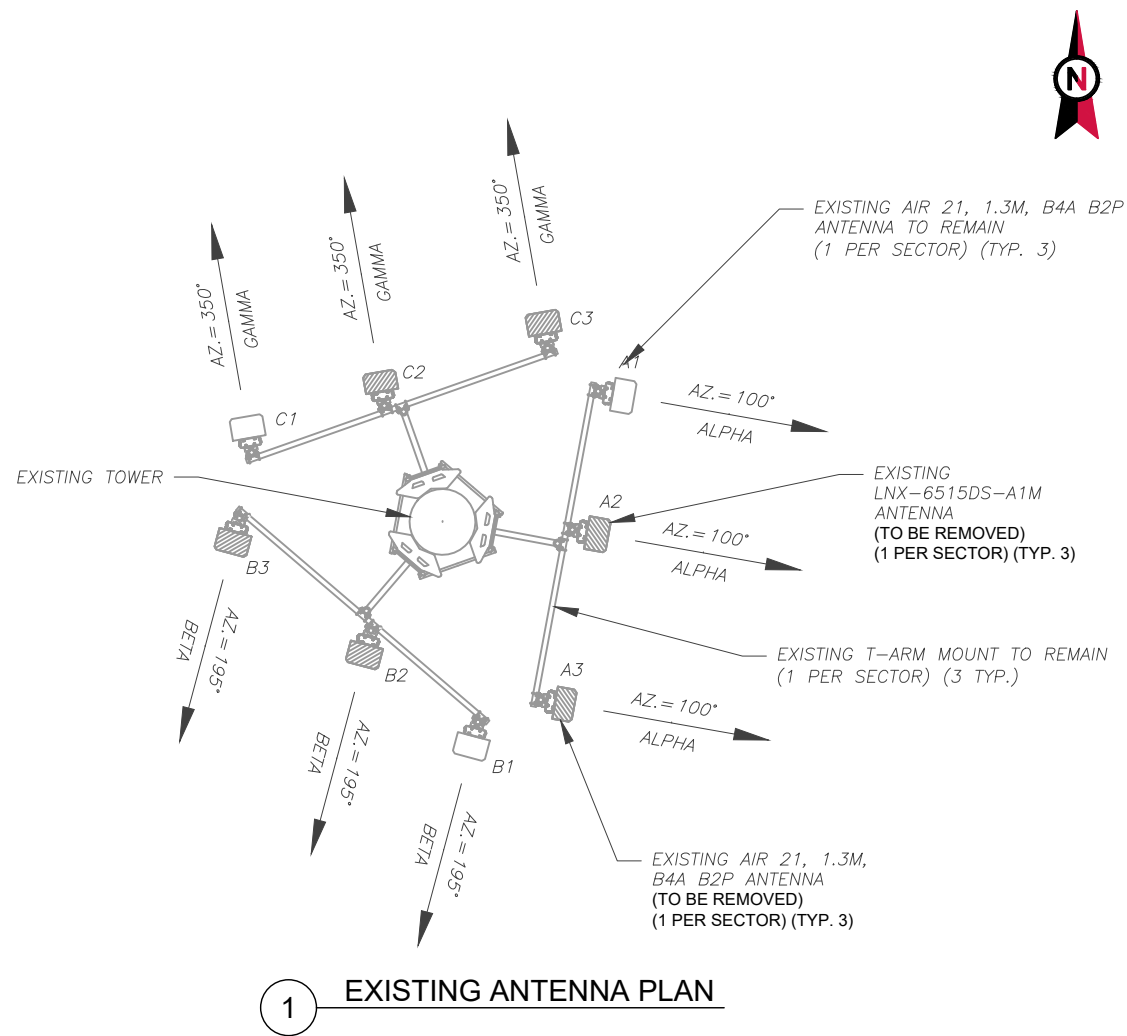 N
EXISTING AIR 21, 1.3M, B4A B2P
ANTENNA TO REMAIN
(1 PER SECTOR) (TYP. 3)
AZ.= 350°
GAMMA
AZ.= 350°
GAMMA
AZ.= 350°
GAMMA
C3
C2
C1
A1
AZ.= 100°
ALPHA
EXISTING TOWER
EXISTING
LNX-6515DS-A1M
ANTENNA
(TO BE REMOVED)
(1 PER SECTOR) (TYP. 3)
A2
AZ.= 100°
ALPHA
B3
AZ.= 195°
BETA
B2
AZ.= 195°
BETA
B1
AZ.= 195°
BETA
EXISTING T-ARM MOUNT TO REMAIN
(1 PER SECTOR) (3 TYP.)
A3
AZ.= 100°
ALPHA
EXISTING AIR 21, 1.3M,
B4A B2P ANTENNA
(TO BE REMOVED)
(1 PER SECTOR) (TYP. 3)
1 EXISTING ANTENNA PLAN